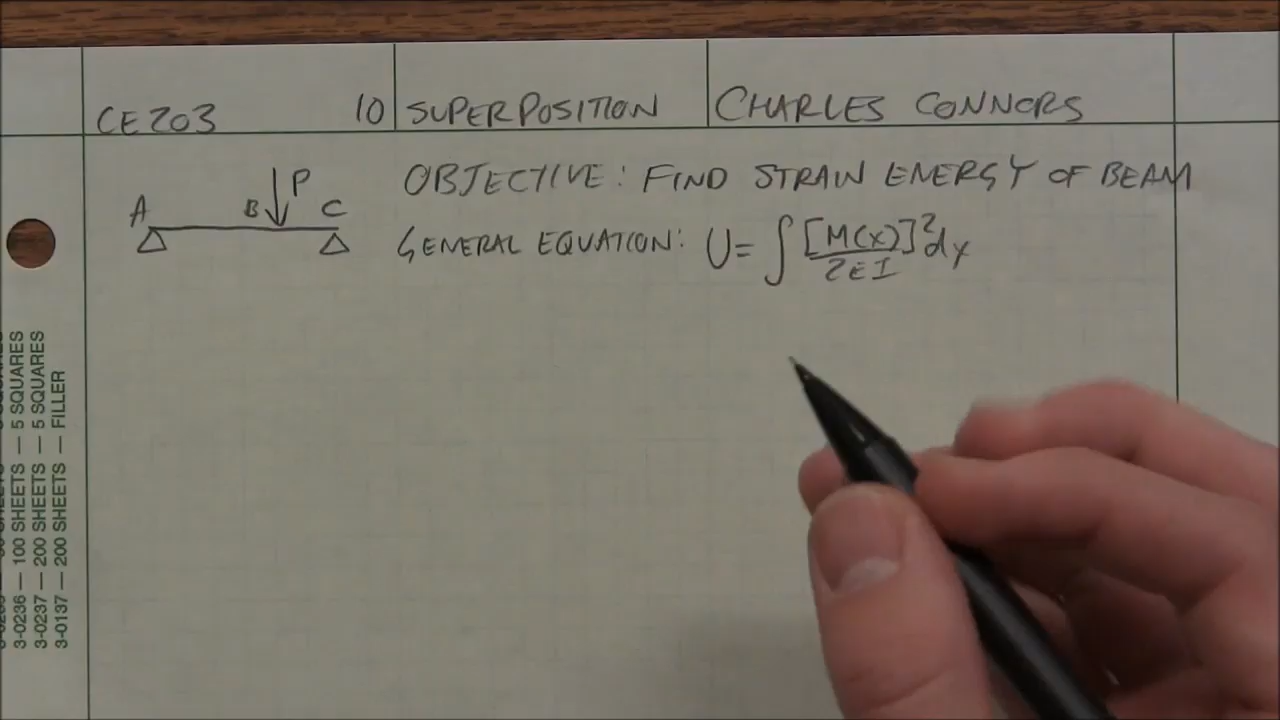 CE203 10 SUPERPOSITION CHARLES CONNORS
OBJECTIVE: FIND STRAIN ENERGY OF BEAM
A B P C
GENERAL EQUATION: U = ∫ [M(x)]² / 2EI dx
3-0236 — 100 SHEETS — 5 SQUARES
3-0237 — 200 SHEETS — 5 SQUARES
3-0137 — 200 SHEETS — FILLER